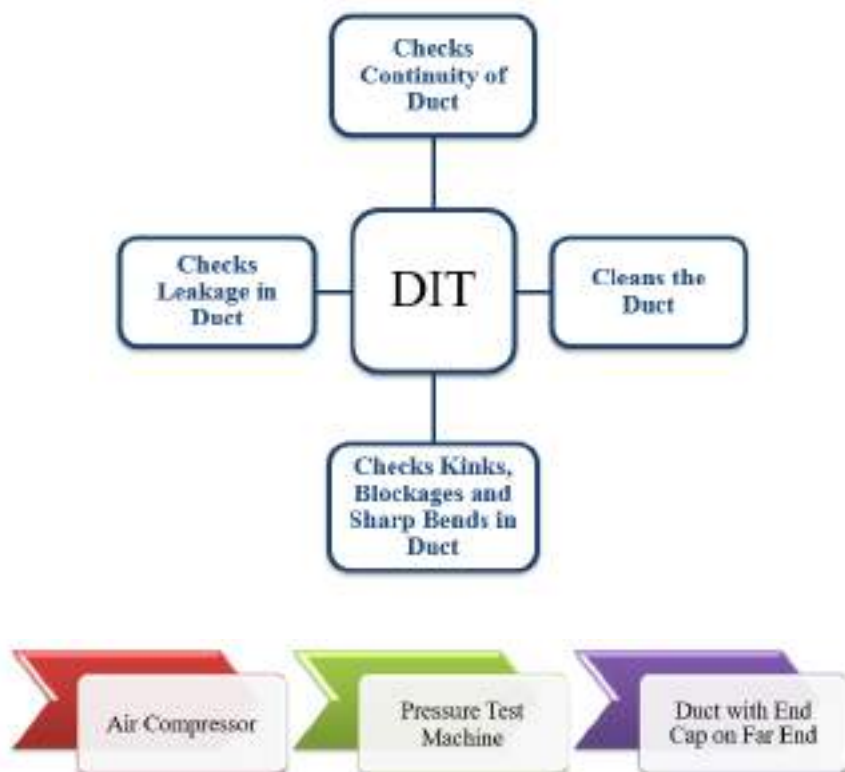 Checks
Continuity of
Duct
Checks
Leakage in
Duct
DIT
Cleans the
Duct
Checks Kinks,
Blockages and
Sharp Bends in
Duct
Air Compressor
Pressure Test
Machine
Duct with End
Cap on Far End